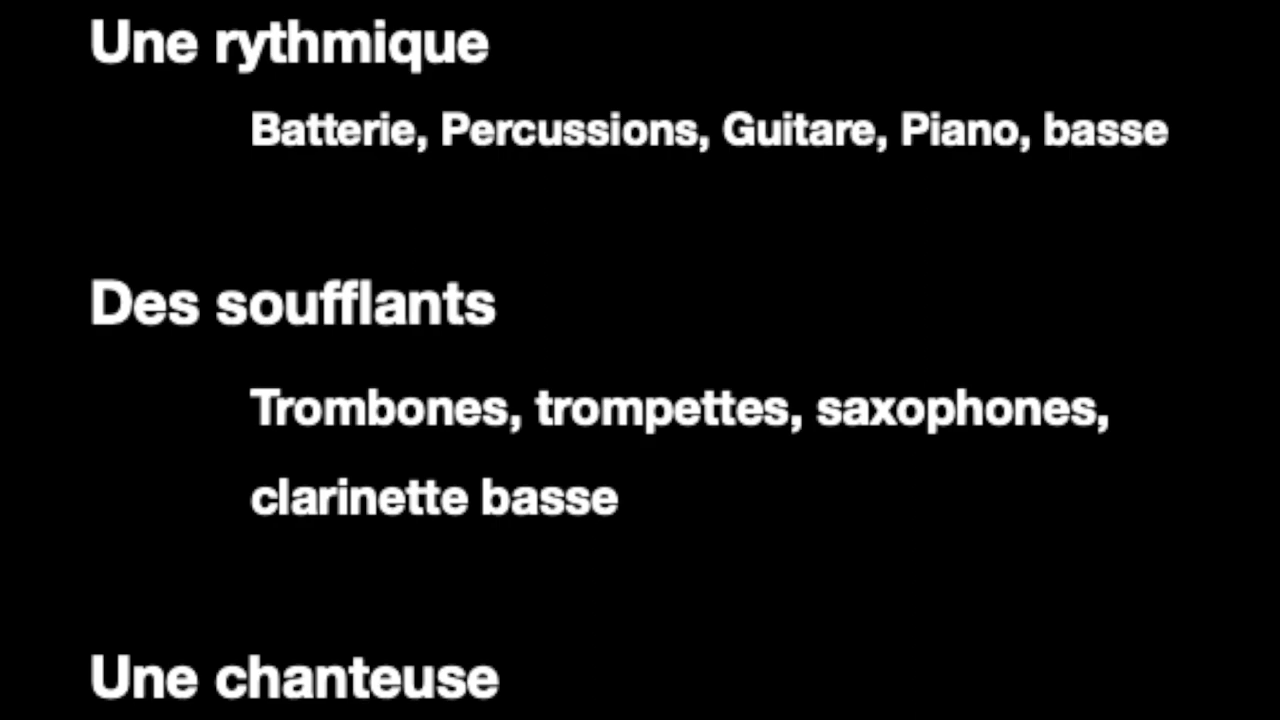 Une rythmique
Batterie, Percussions, Guitare, Piano, basse
Des soufflants
Trombones, trompettes, saxophones,
clarinette basse
Une chanteuse